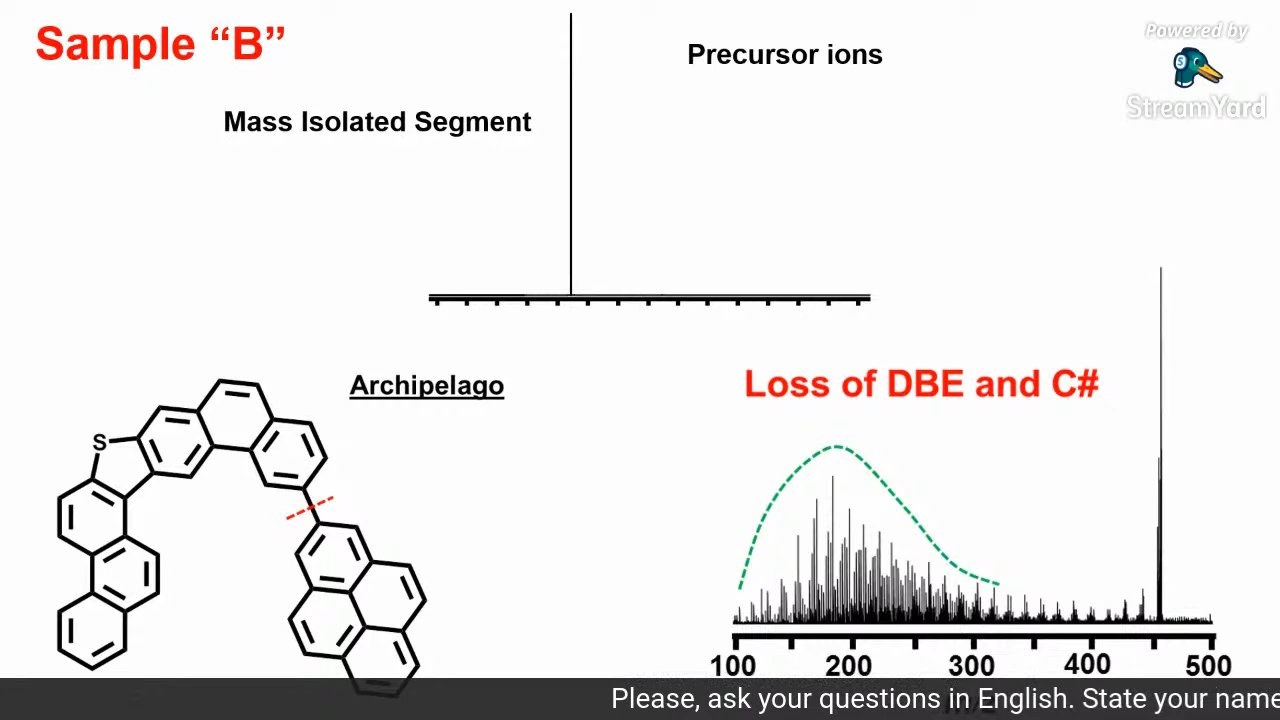 Sample “B”
Powered by
StreamYard
Precursor ions
Mass Isolated Segment
Archipelago
Loss of DBE and C#
S
100 200 300 400 500
Please, ask your questions in English. State your name